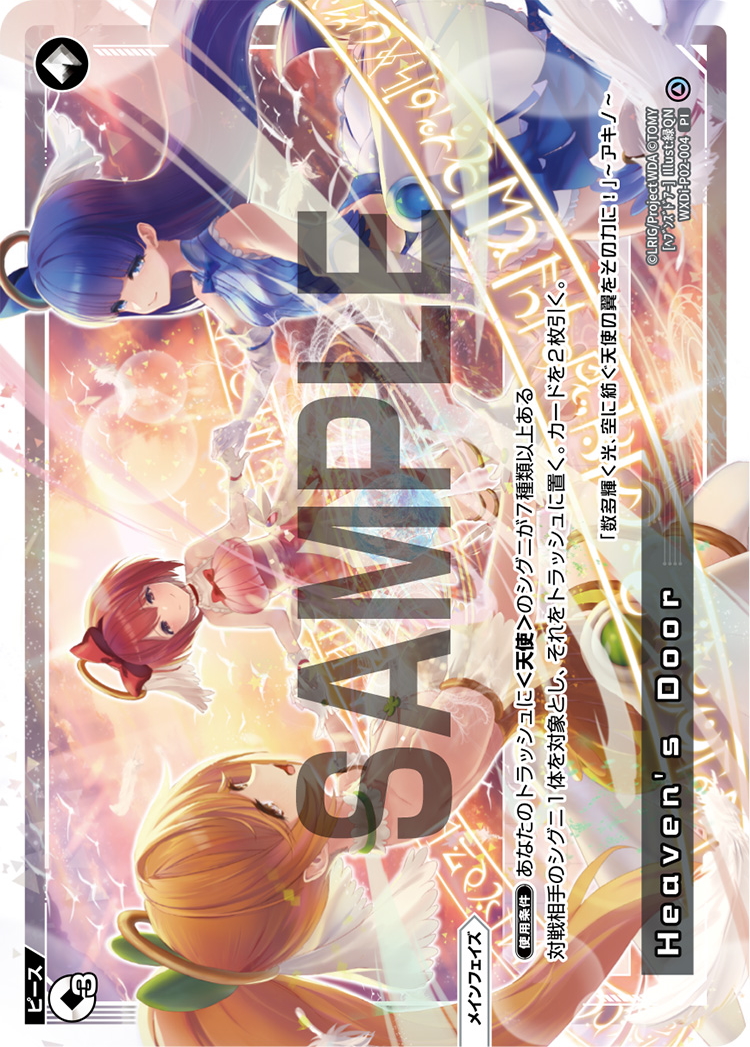 ピース
3
SAMPLE
メインフェイズ
使用条件 あなたのトラッシュに<天使>のシグニが7種類以上ある
対戦相手のシグニ1体を対象とし、それをトラッシュに置く。カードを2枚引く。
「数多輝く光、空に紡ぐ天使の翼をその力に!」~アキノ~
Heaven's Door
©LRIG/Project WDA ©TOMY
[ヘブンズドアー] Illust:緑QN
WXDi-P02-004 PI